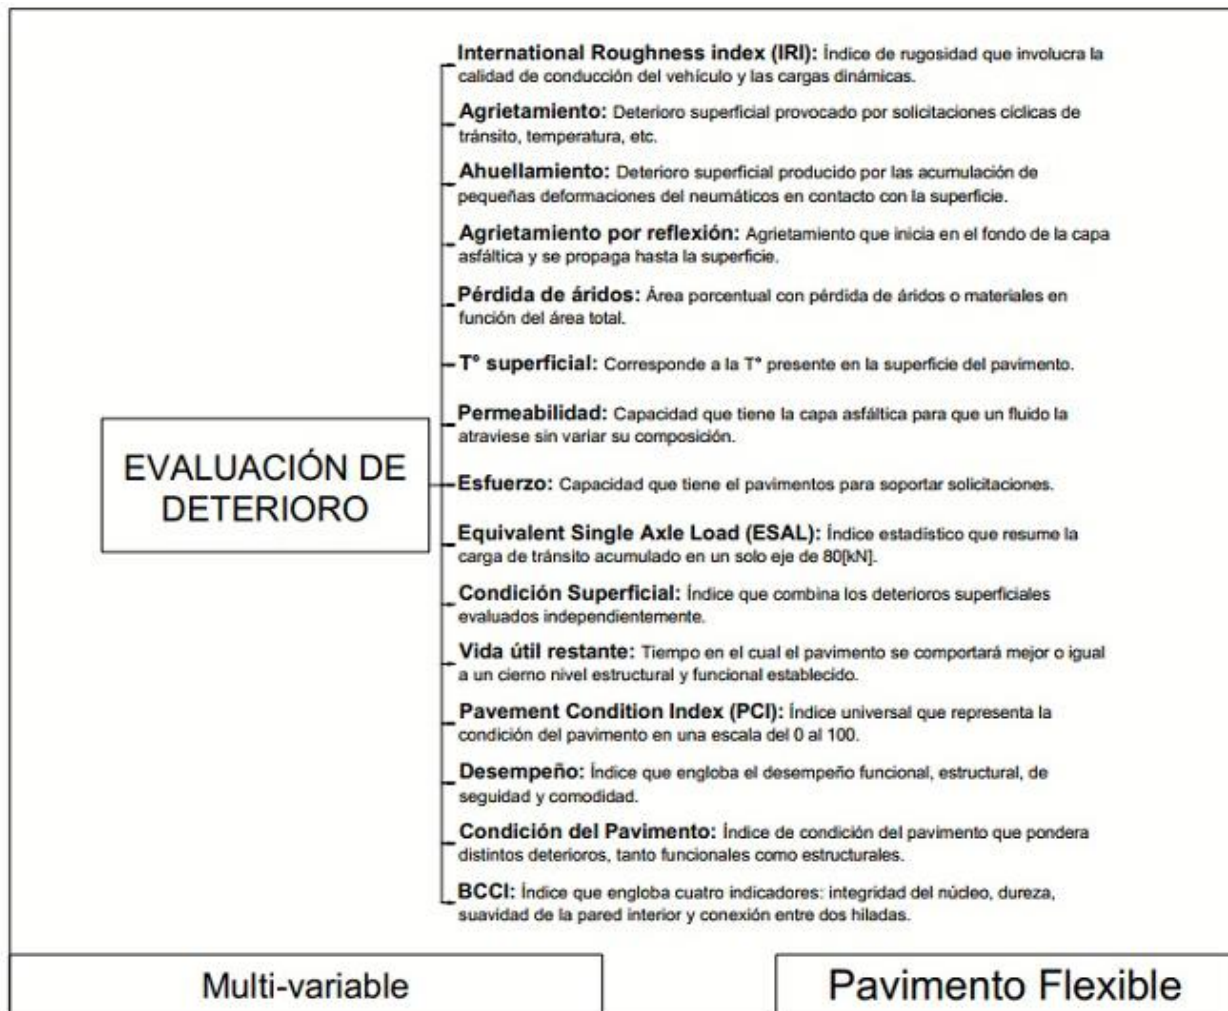 International Roughness index (IRI): Índice de rugosidad que involucra la
calidad de conducción del vehículo y las cargas dinámicas.
Agrietamiento: Deterioro superficial provocado por solicitaciones cíclicas de
tránsito, temperatura, etc.
Ahuellamiento: Deterioro superficial producido por las acumulación de
pequeñas deformaciones del neumáticos en contacto con la superficie.
Agrietamiento por reflexión: Agrietamiento que inicia en el fondo de la capa
asfáltica y se propaga hasta la superficie.
Pérdida de áridos: Área porcentual con pérdida de áridos o materiales en
función del área total.
T° superficial: Corresponde a la T° presente en la superficie del pavimento.
Permeabilidad: Capacidad que tiene la capa asfáltica para que un fluido la
atraviese sin variar su composición.
EVALUACIÓN DE
DETERIORO
Esfuerzo: Capacidad que tiene el pavimentos para soportar solicitaciones.
Equivalent Single Axle Load (ESAL): Índice estadístico que resume la
carga de tránsito acumulado en un solo eje de 80[kN].
Condición Superficial: Índice que combina los deterioros superficiales
evaluados independientemente.
Vida útil restante: Tiempo en el cual el pavimento se comportará mejor o igual
a un cierno nivel estructural y funcional establecido.
Pavement Condition Index (PCI): Índice universal que representa la
condición del pavimento en una escala del 0 al 100.
Desempeño: Índice que engloba el desempeño funcional, estructural, de
seguidad y comodidad.
Condición del Pavimento: Índice de condición del pavimento que pondera
distintos deterioros, tanto funcionales como estructurales.
BCCI: Índice que engloba cuatro indicadores: integridad del núcleo, dureza,
suavidad de la pared interior y conexión entre dos hiladas.
Multi-variable
Pavimento Flexible